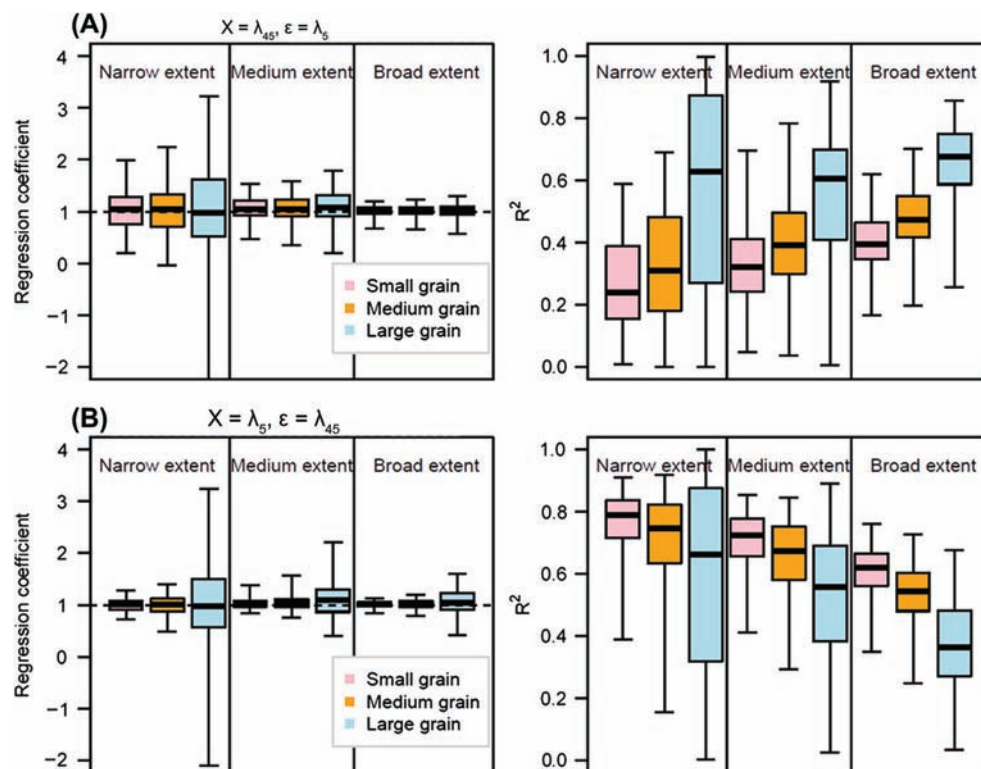 (A)
X = λ45, ε = λ5
4
3
2
1
0
−1
−2
Regression coefficient
Narrow extent
Medium extent
Broad extent
Small grain
Medium grain
Large grain
1.0
0.8
0.6
0.4
0.2
0.0
R²
Narrow extent
Medium extent
Broad extent
(B)
X = λ5, ε = λ45
4
3
2
1
0
−1
−2
Regression coefficient
Narrow extent
Medium extent
Broad extent
Small grain
Medium grain
Large grain
1.0
0.8
0.6
0.4
0.2
0.0
R²
Narrow extent
Medium extent
Broad extent